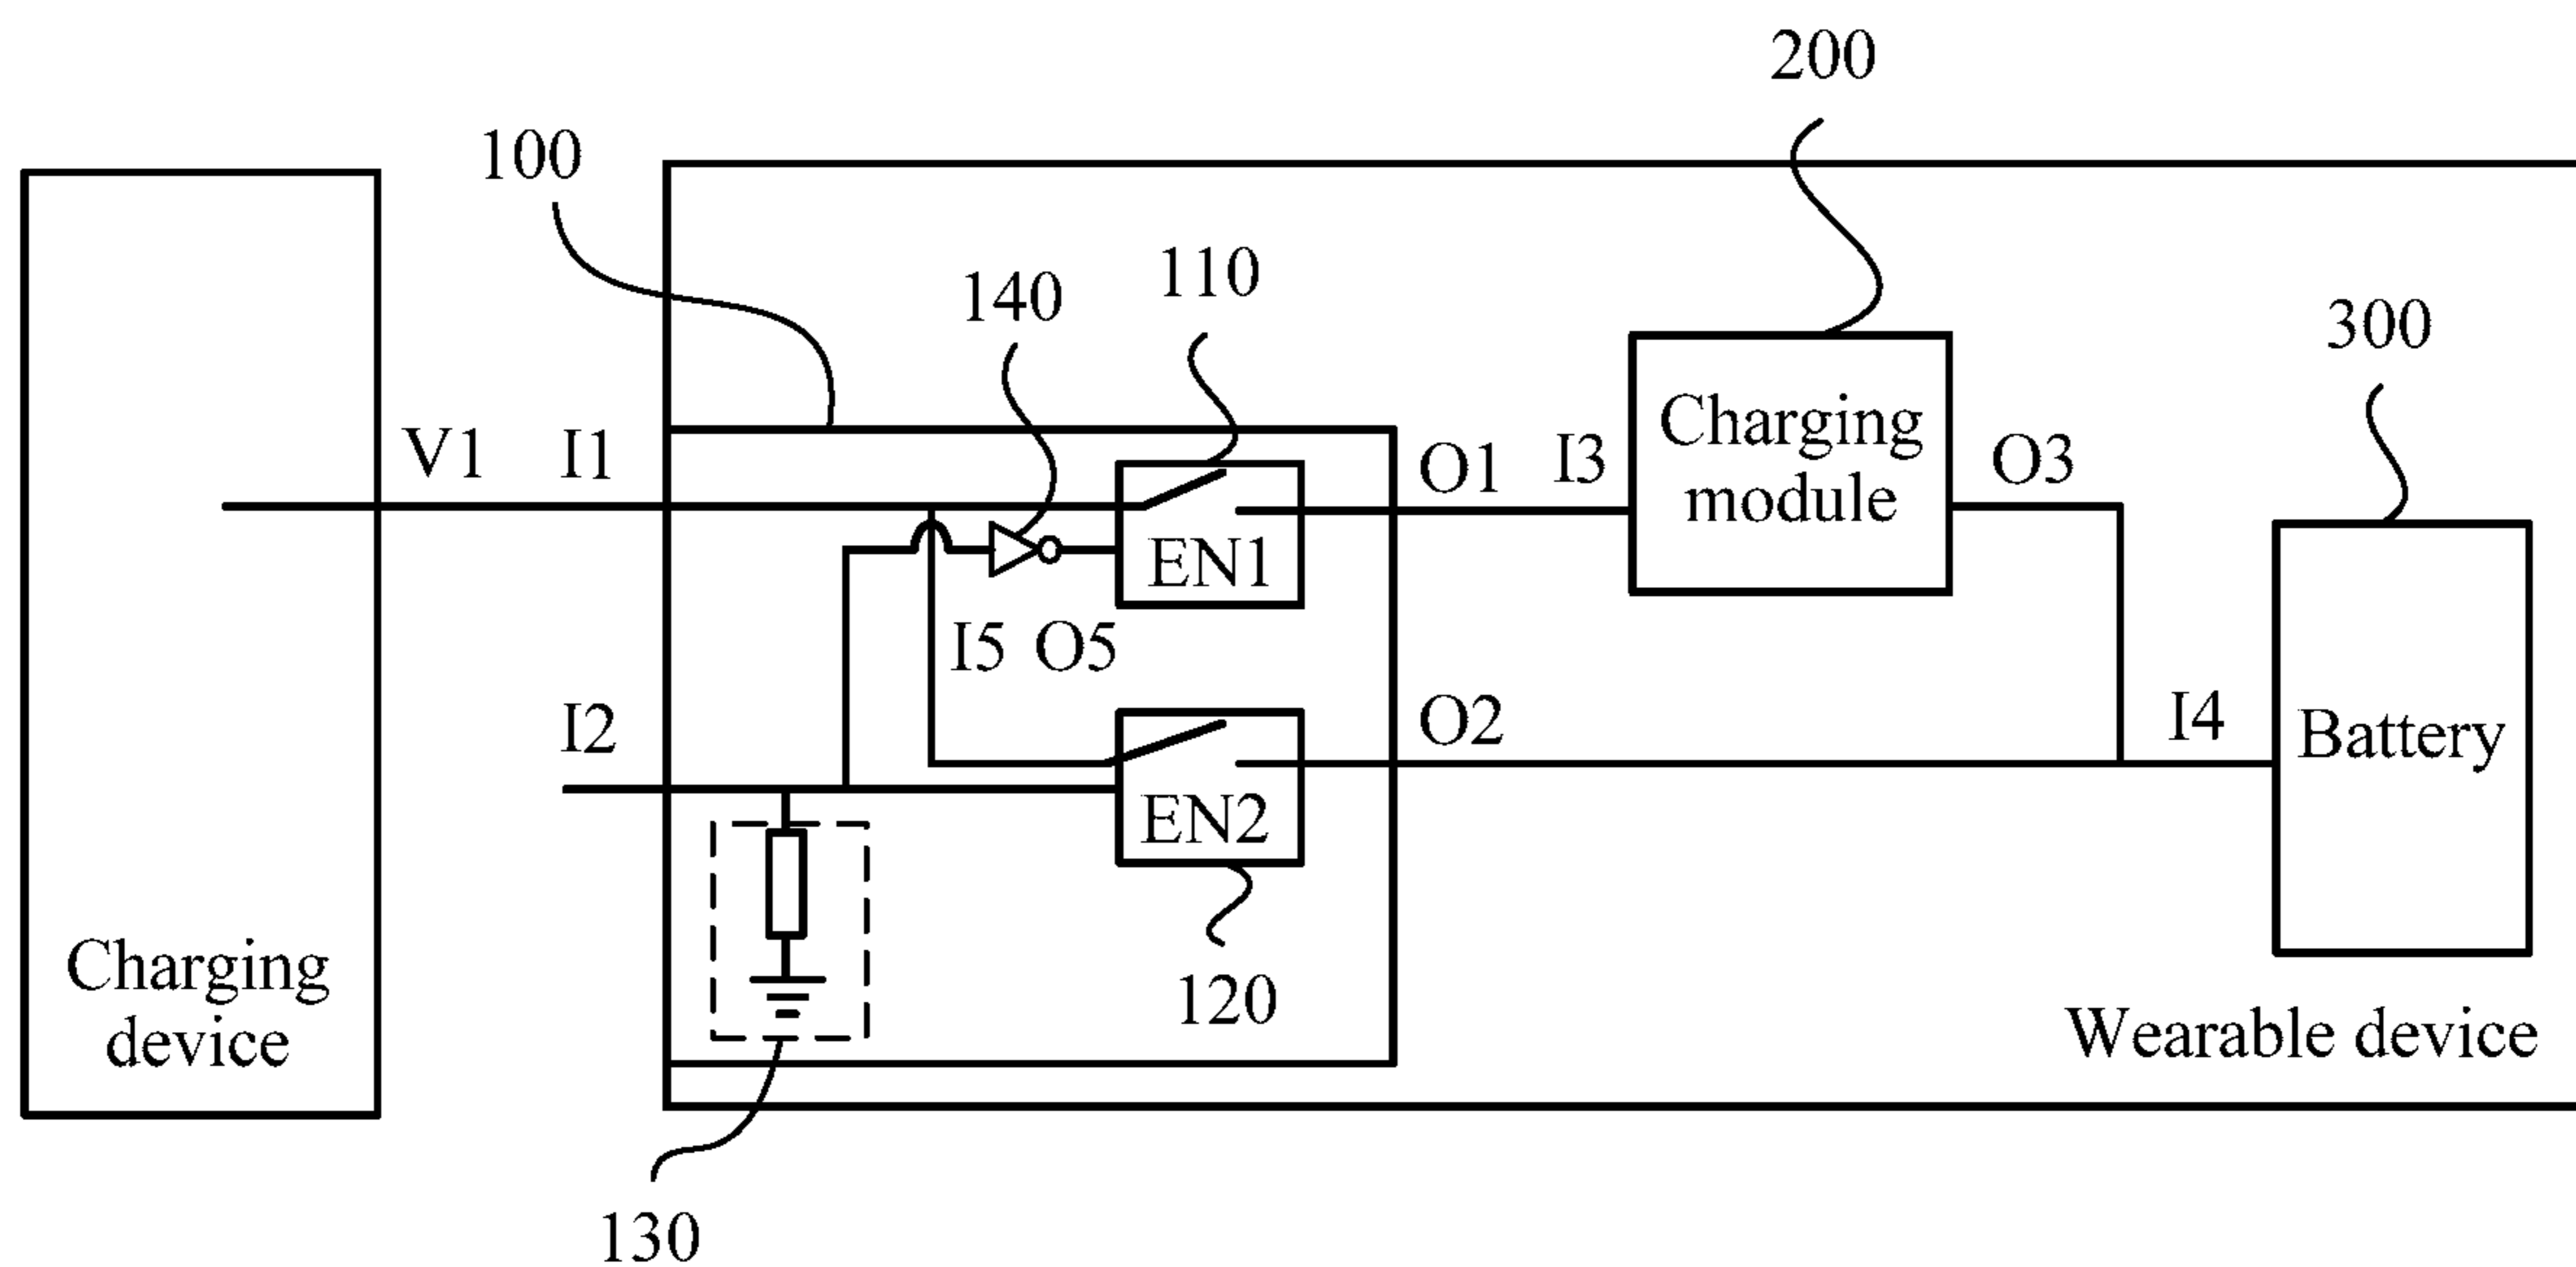 200
100
140
110
300
V1
I1
O1
I3
Charging
module
O3
EN1
I5
O5
I2
O2
I4
Battery
EN2
Charging
device
120
Wearable device
130